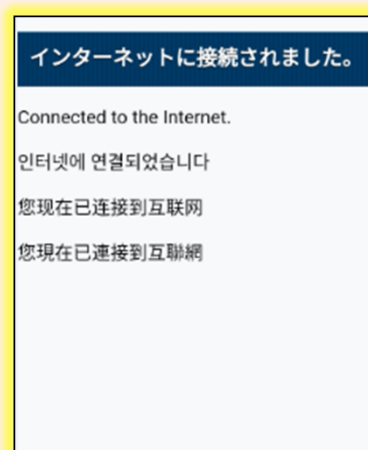 インターネットに接続されました。
Connected to the Internet.
인터넷에 연결되었습니다
您现在已连接到互联网
您現在已連接到互聯網